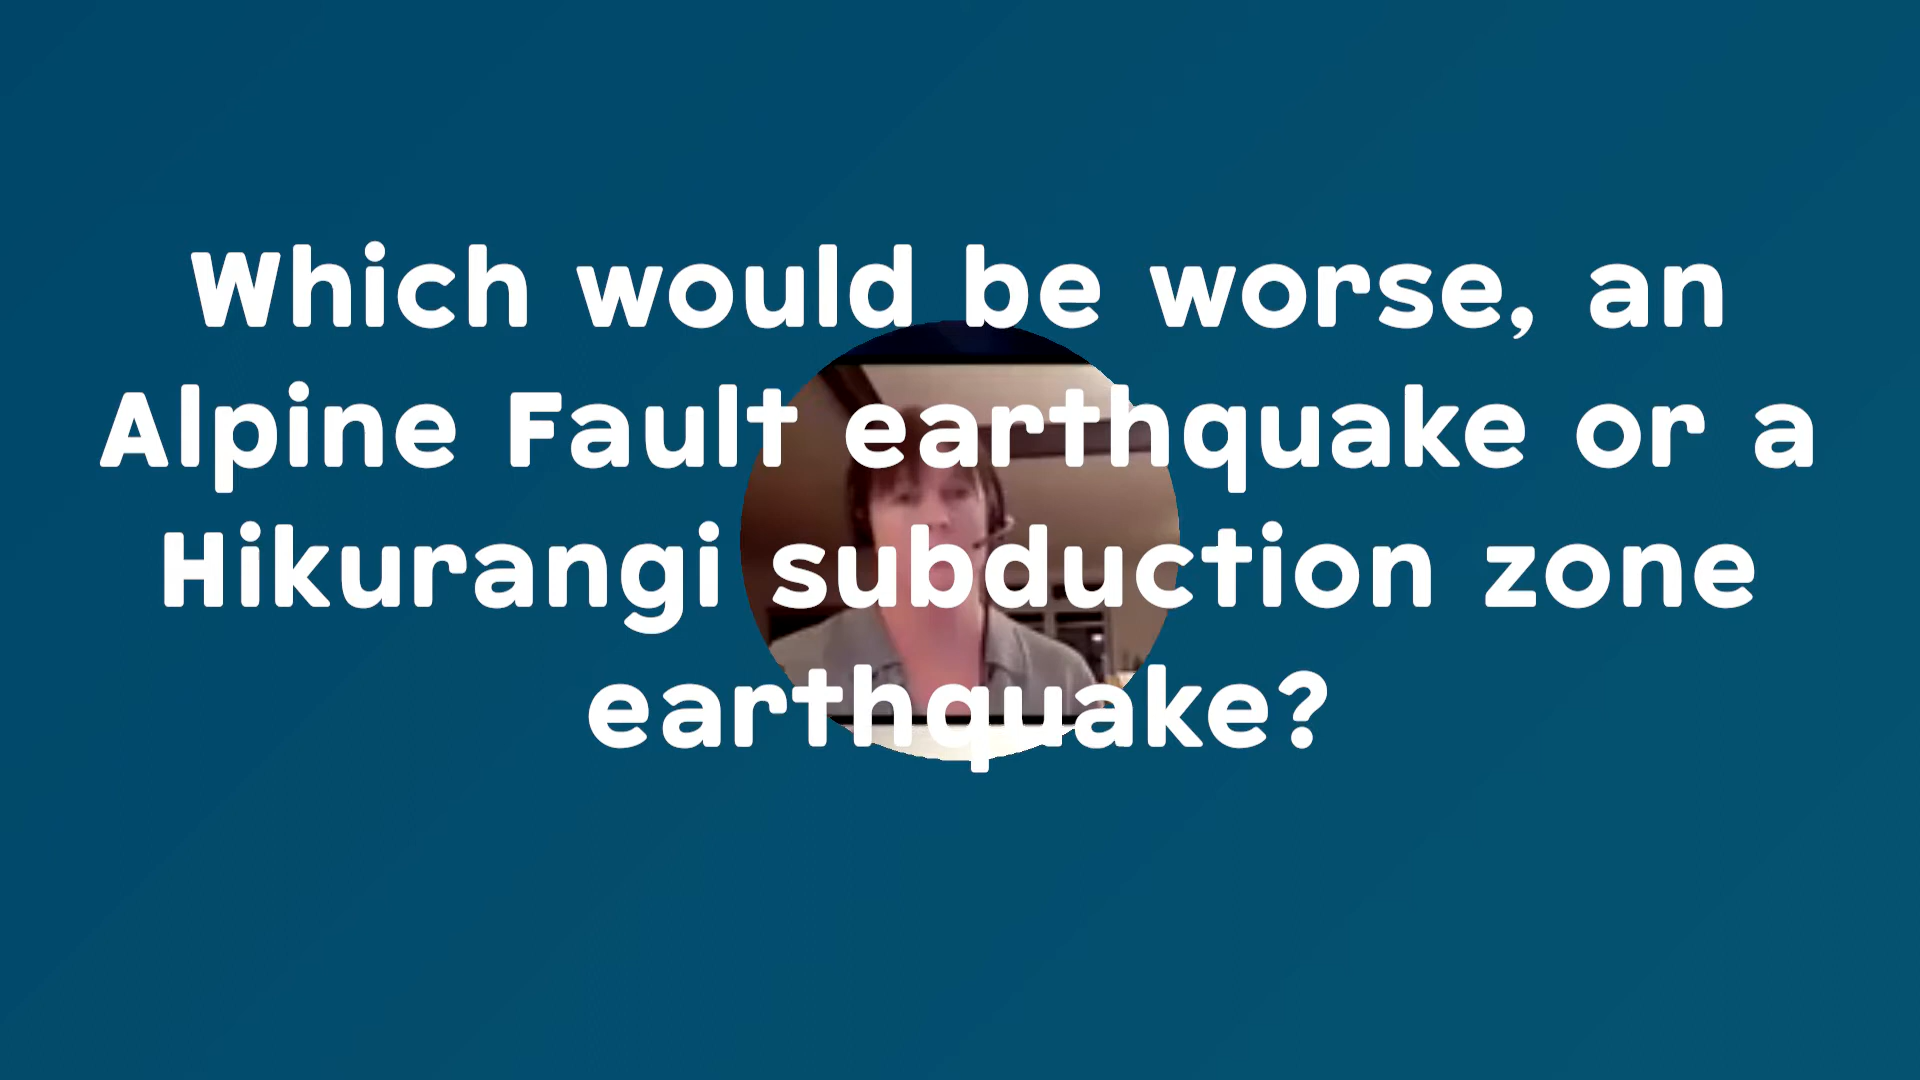 Which would be worse, an
Alpine Fault earthquake or a
Hikurangi subduction zone
earthquake?